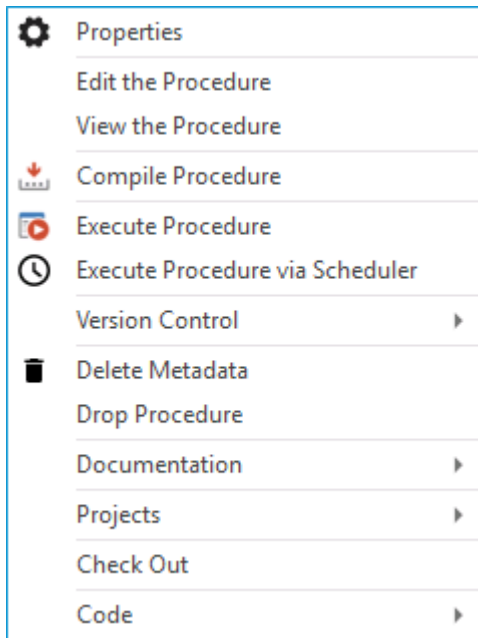 Properties
Edit the Procedure
View the Procedure
Compile Procedure
Execute Procedure
Execute Procedure via Scheduler
Version Control
Delete Metadata
Drop Procedure
Documentation
Projects
Check Out
Code